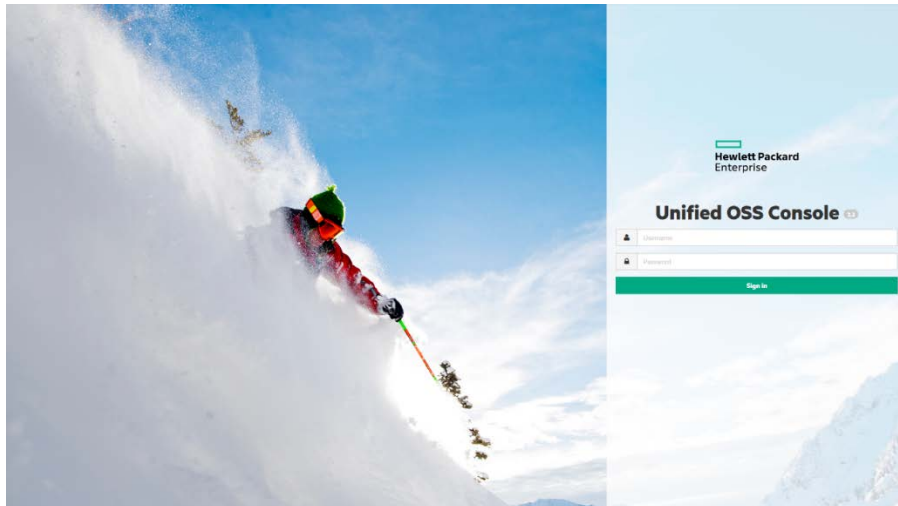 Hewlett Packard
Enterprise
Unified OSS Console
Username
Password
Sign in